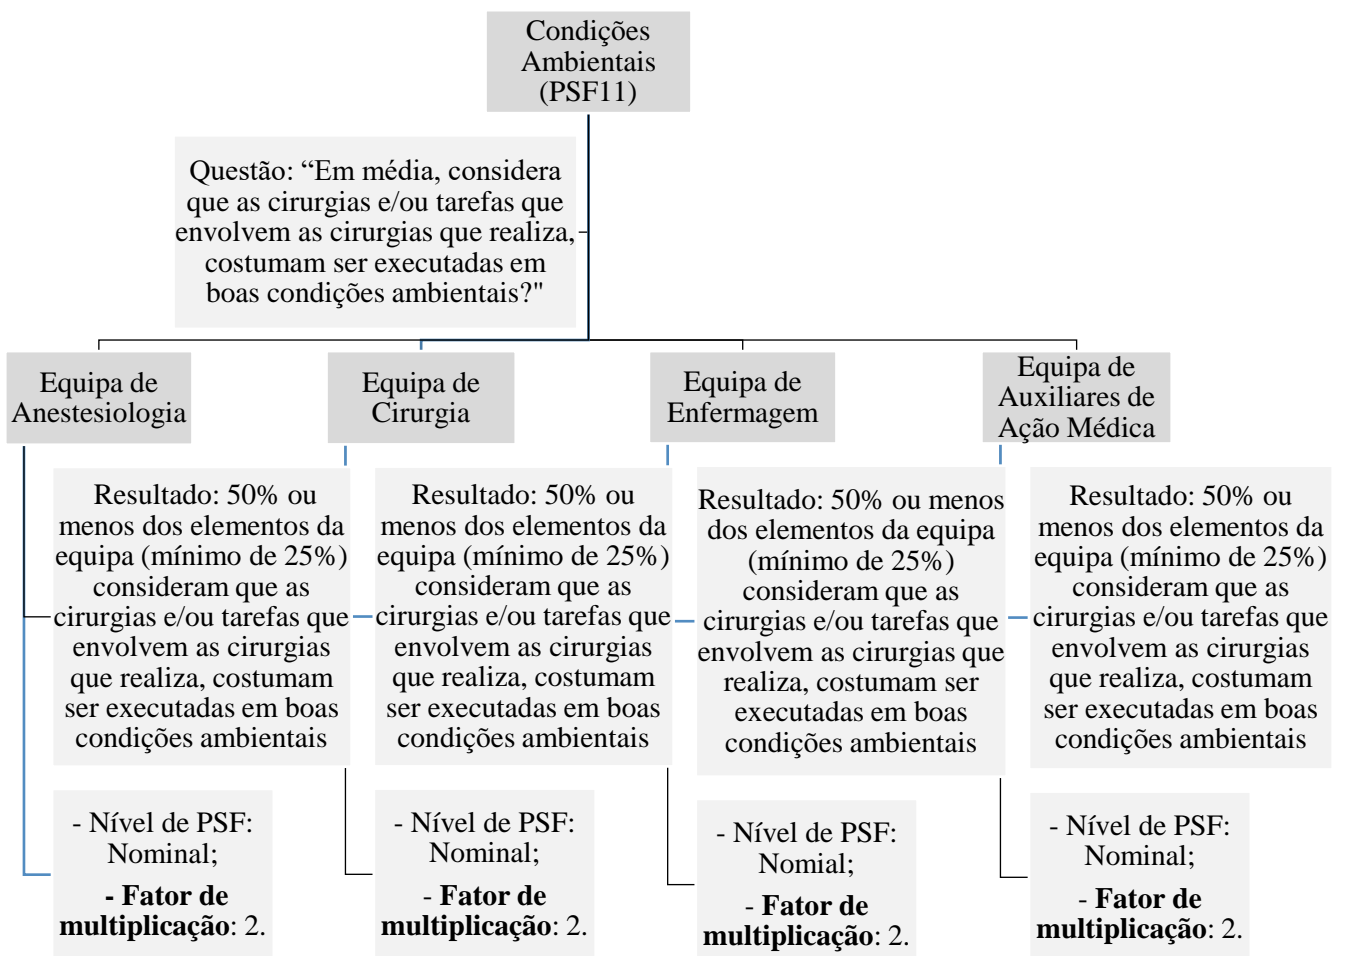 Condições
Ambientais
(PSF11)
Questão: “Em média, considera
que as cirurgias e/ou tarefas que
envolvem as cirurgias que realiza,
costumam ser executadas em
boas condições ambientais?"
Equipa de
Anestesiologia
Equipa de
Cirurgia
Equipa de
Enfermagem
Equipa de
Auxiliares de
Ação Médica
Resultado: 50% ou
menos dos elementos da
equipa (mínimo de 25%)
consideram que as
cirurgias e/ou tarefas que
envolvem as cirurgias
que realiza, costumam
ser executadas em boas
condições ambientais
Resultado: 50% ou
menos dos elementos da
equipa (mínimo de 25%)
consideram que as
cirurgias e/ou tarefas que
envolvem as cirurgias
que realiza, costumam
ser executadas em boas
condições ambientais
Resultado: 50% ou menos
dos elementos da equipa
(mínimo de 25%)
consideram que as
cirurgias e/ou tarefas que
envolvem as cirurgias que
realiza, costumam ser
executadas em boas
condições ambientais
Resultado: 50% ou
menos dos elementos da
equipa (mínimo de 25%)
consideram que as
cirurgias e/ou tarefas que
envolvem as cirurgias
que realiza, costumam
ser executadas em boas
condições ambientais
- Nível de PSF:
Nominal;
- Fator de
multiplicação: 2.
- Nível de PSF:
Nominal;
- Fator de
multiplicação: 2.
- Nível de PSF:
Nomial;
- Fator de
multiplicação: 2.
- Nível de PSF:
Nominal;
- Fator de
multiplicação: 2.